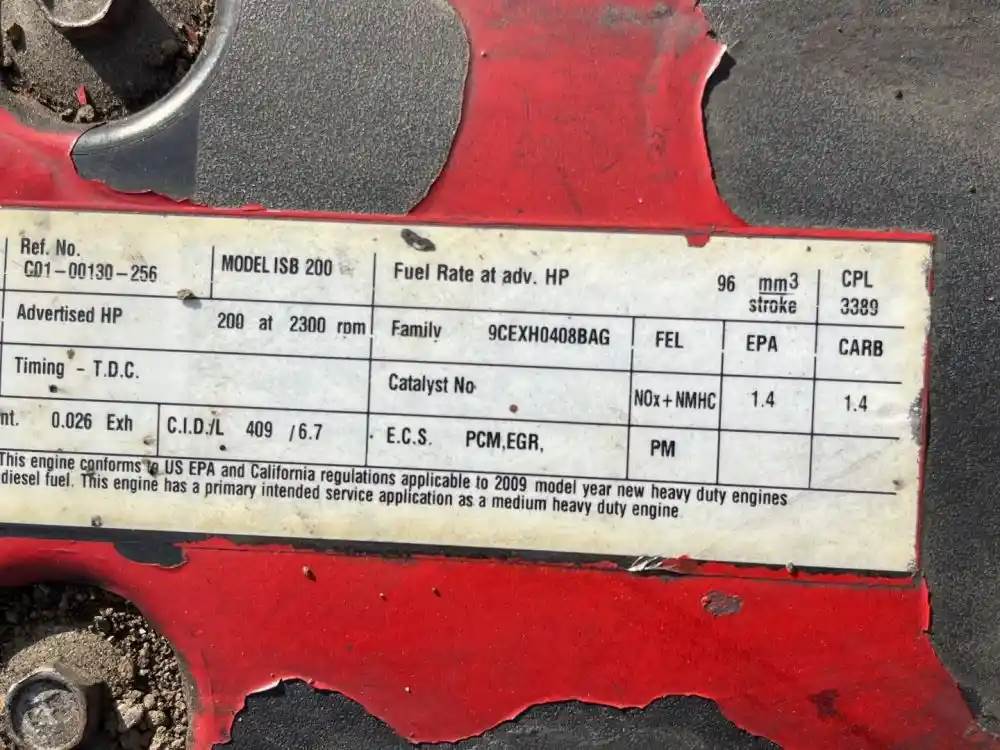 Ref. No.
C01-00130-256
MODEL ISB 200
Fuel Rate at adv. HP 96 mm3
stroke
CPL
3389
Advertised HP 200 at 2300 rpm
Family 9CEXH0408BAG
FEL EPA CARB
Timing - T.D.C.
Catalyst No
NOx+NMHC 1.4 1.4
nt. 0.026 Exh
C.I.D./L 409 /6.7
E.C.S. PCM,EGR,
PM
This engine conforms to US EPA and California regulations applicable to 2009 model year new heavy duty engines
diesel fuel. This engine has a primary intended service application as a medium heavy duty engine